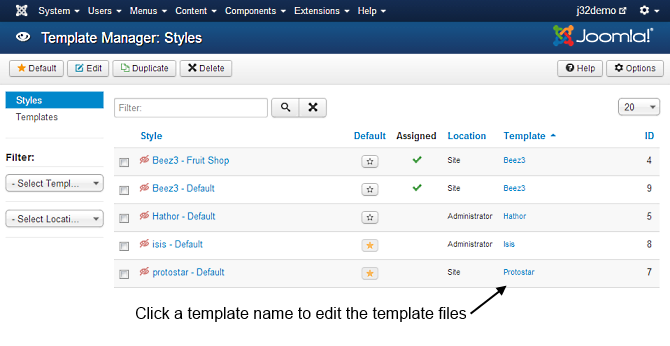 System Users Menus Content Components Extensions Help j32demo
Template Manager: Styles Joomla!
Default Edit Duplicate Delete Help Options
Styles
Templates
Filter:
- Select Templ...
- Select Locati...
Filter: 20
Style Default Assigned Location Template ID
Beez3 - Fruit Shop Site Beez3 4
Beez3 - Default Site Beez3 9
Hathor - Default Administrator Hathor 5
isis - Default Administrator Isis 8
protostar - Default Site Protostar 7
Click a template name to edit the template files